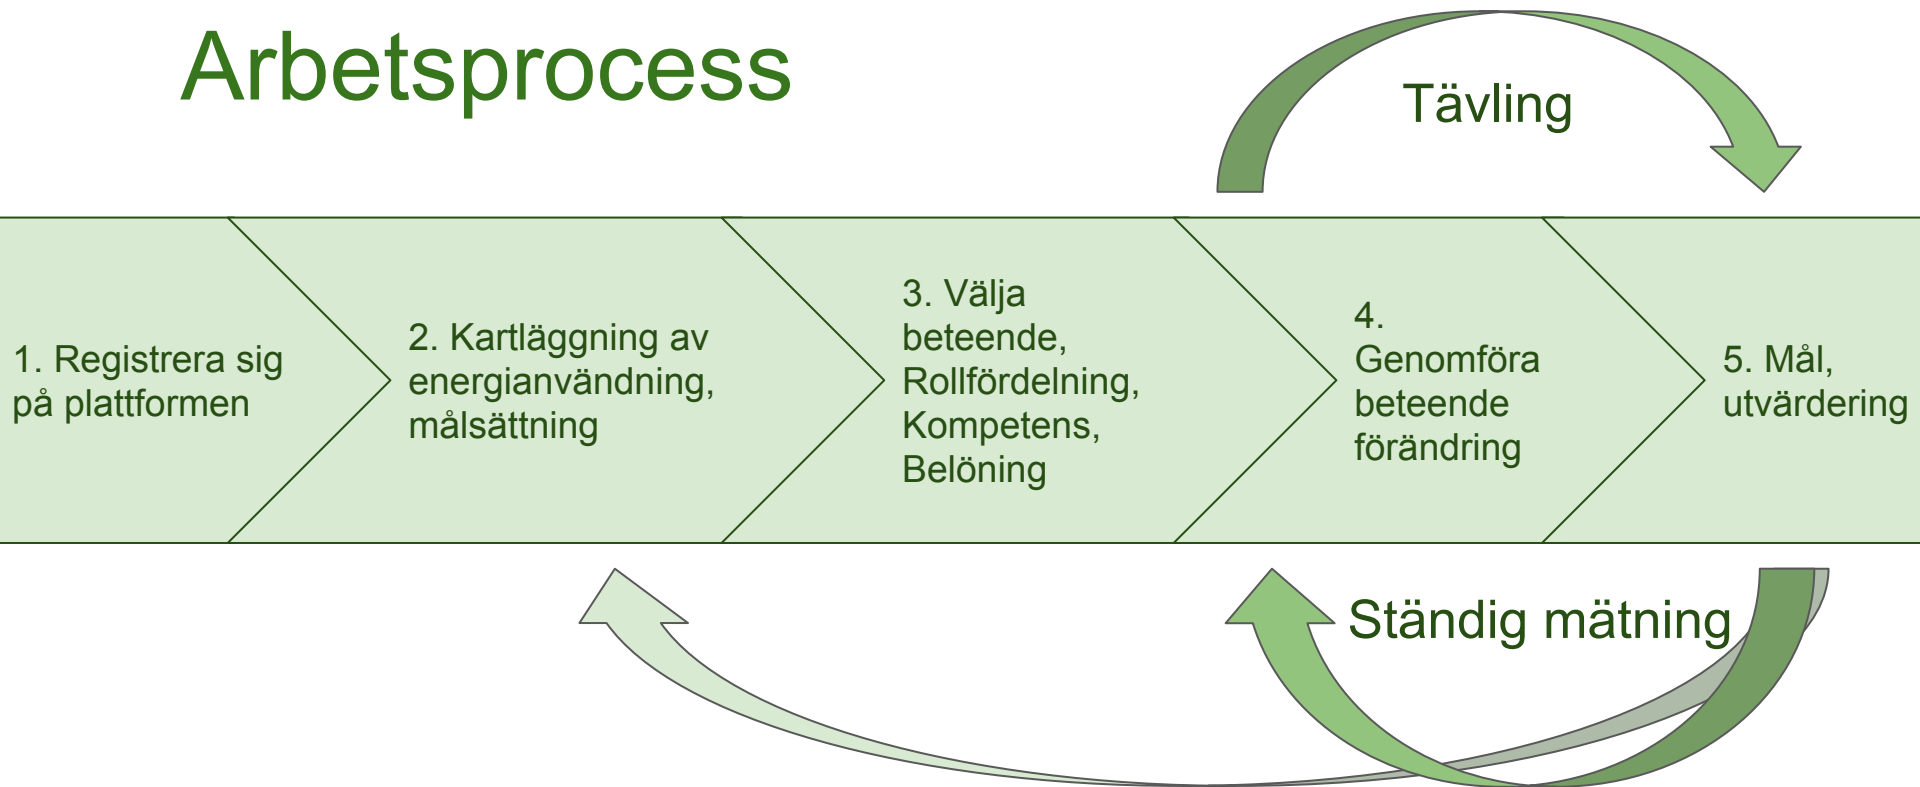 Arbetsprocess
Tävling
1. Registrera sig
på plattformen
2. Kartläggning av
energianvändning,
målsättning
3. Välja
beteende,
Rollfördelning,
Kompetens,
Belöning
4.
Genomföra
beteende
förändring
5. Mål,
utvärdering
Ständig mätning